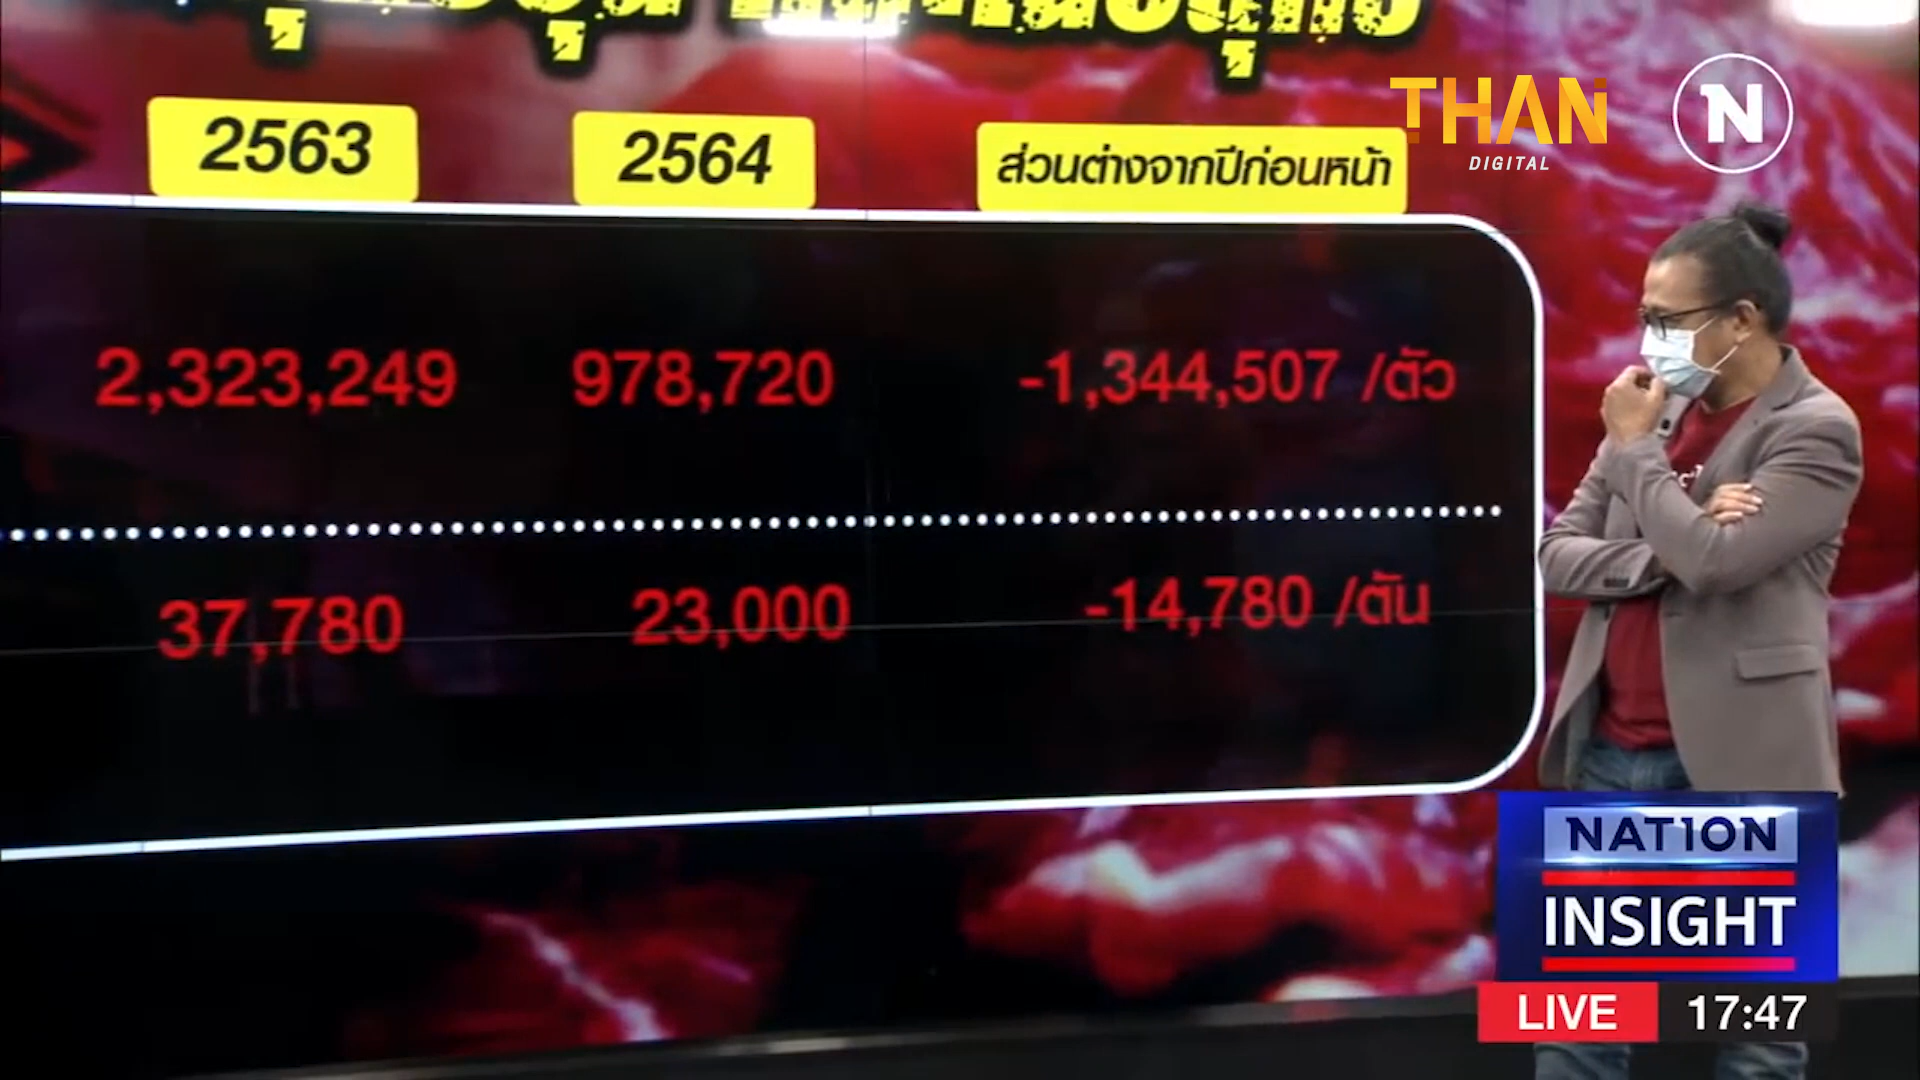 THAN
DIGITAL
N
2563
2564
ส่วนต่างจากปีก่อนหน้า
2,323,249
978,720
-1,344,507 /ตัว
37,780
23,000
-14,780 /ตัน
NATION
INSIGHT
LIVE
17:47